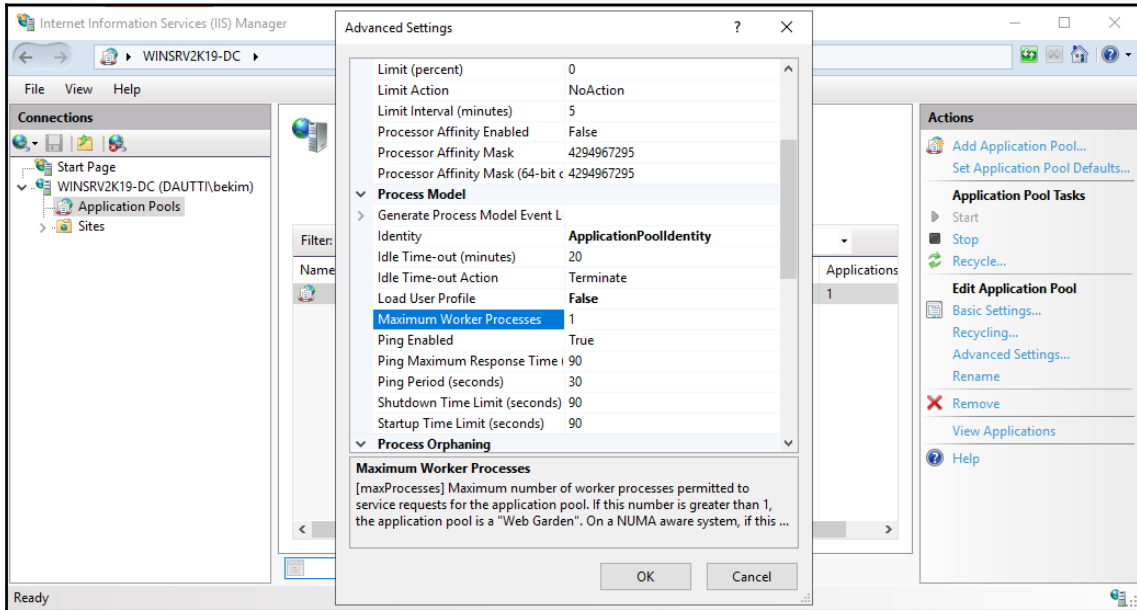 Internet Information Services (IIS) Manager
WINSRV2K19-DC
File View Help
Connections
Start Page
WINSRV2K19-DC (DAUTTI\bekim)
Application Pools
Sites
Filter:
Name
Applications
1
Advanced Settings
? ×
Limit (percent) 0
Limit Action NoAction
Limit Interval (minutes) 5
Processor Affinity Enabled False
Processor Affinity Mask 4294967295
Processor Affinity Mask (64-bit c 4294967295
Process Model
Generate Process Model Event L
Identity ApplicationPoolIdentity
Idle Time-out (minutes) 20
Idle Time-out Action Terminate
Load User Profile False
Maximum Worker Processes 1
Ping Enabled True
Ping Maximum Response Time ( 90
Ping Period (seconds) 30
Shutdown Time Limit (seconds) 90
Startup Time Limit (seconds) 90
Process Orphaning
Maximum Worker Processes
[maxProcesses] Maximum number of worker processes permitted to
service requests for the application pool. If this number is greater than 1,
the application pool is a "Web Garden". On a NUMA aware system, if this ...
OK Cancel
Actions
Add Application Pool...
Set Application Pool Defaults...
Application Pool Tasks
Start
Stop
Recycle...
Edit Application Pool
Basic Settings...
Recycling...
Advanced Settings...
Rename
Remove
View Applications
Help
Ready